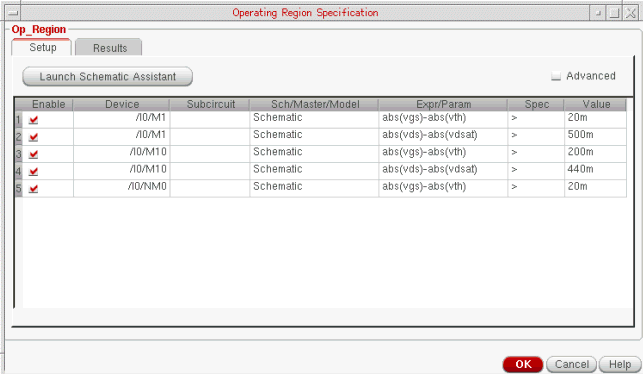 Operating Region Specification
Op_Region
Setup Results
Launch Schematic Assistant Advanced
Enable Device Subcircuit Sch/Master/Model Expr/Param Spec Value
1 /I0/M1 Schematic abs(vgs)-abs(vth) > 20m
2 /I0/M1 Schematic abs(vds)-abs(vdsat) > 500m
3 /I0/M10 Schematic abs(vgs)-abs(vth) > 200m
4 /I0/M10 Schematic abs(vds)-abs(vdsat) > 440m
5 /I0/NM0 Schematic abs(vgs)-abs(vth) > 20m
OK Cancel Help